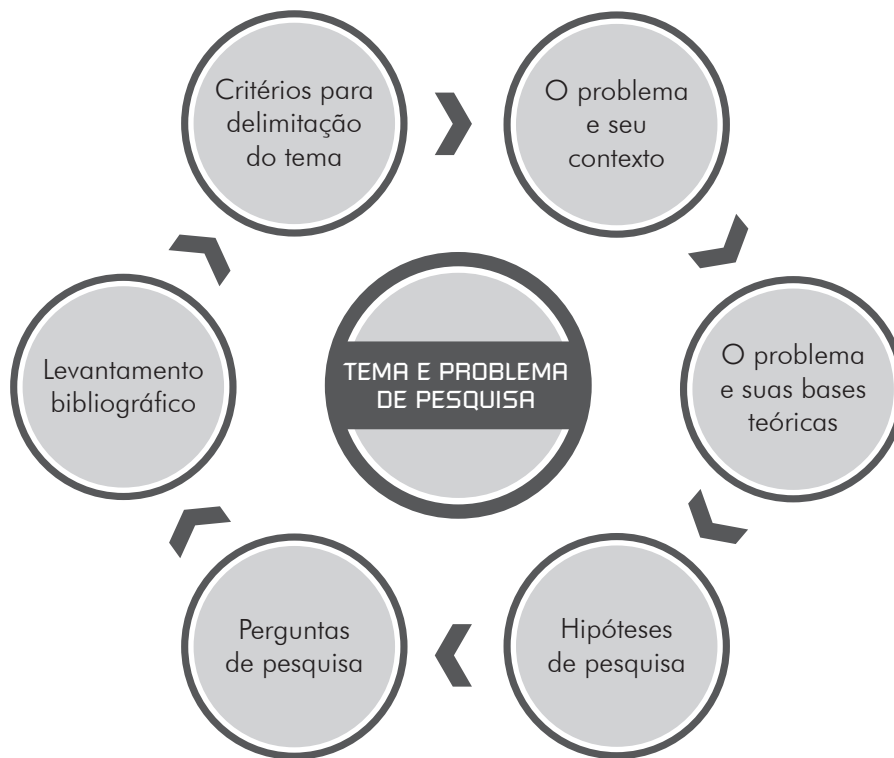 Critérios para
delimitação
do tema
O problema
e seu
contexto
O problema
e suas bases
teóricas
Hipóteses
de pesquisa
Perguntas
de pesquisa
Levantamento
bibliográfico
TEMA E PROBLEMA
DE PESQUISA